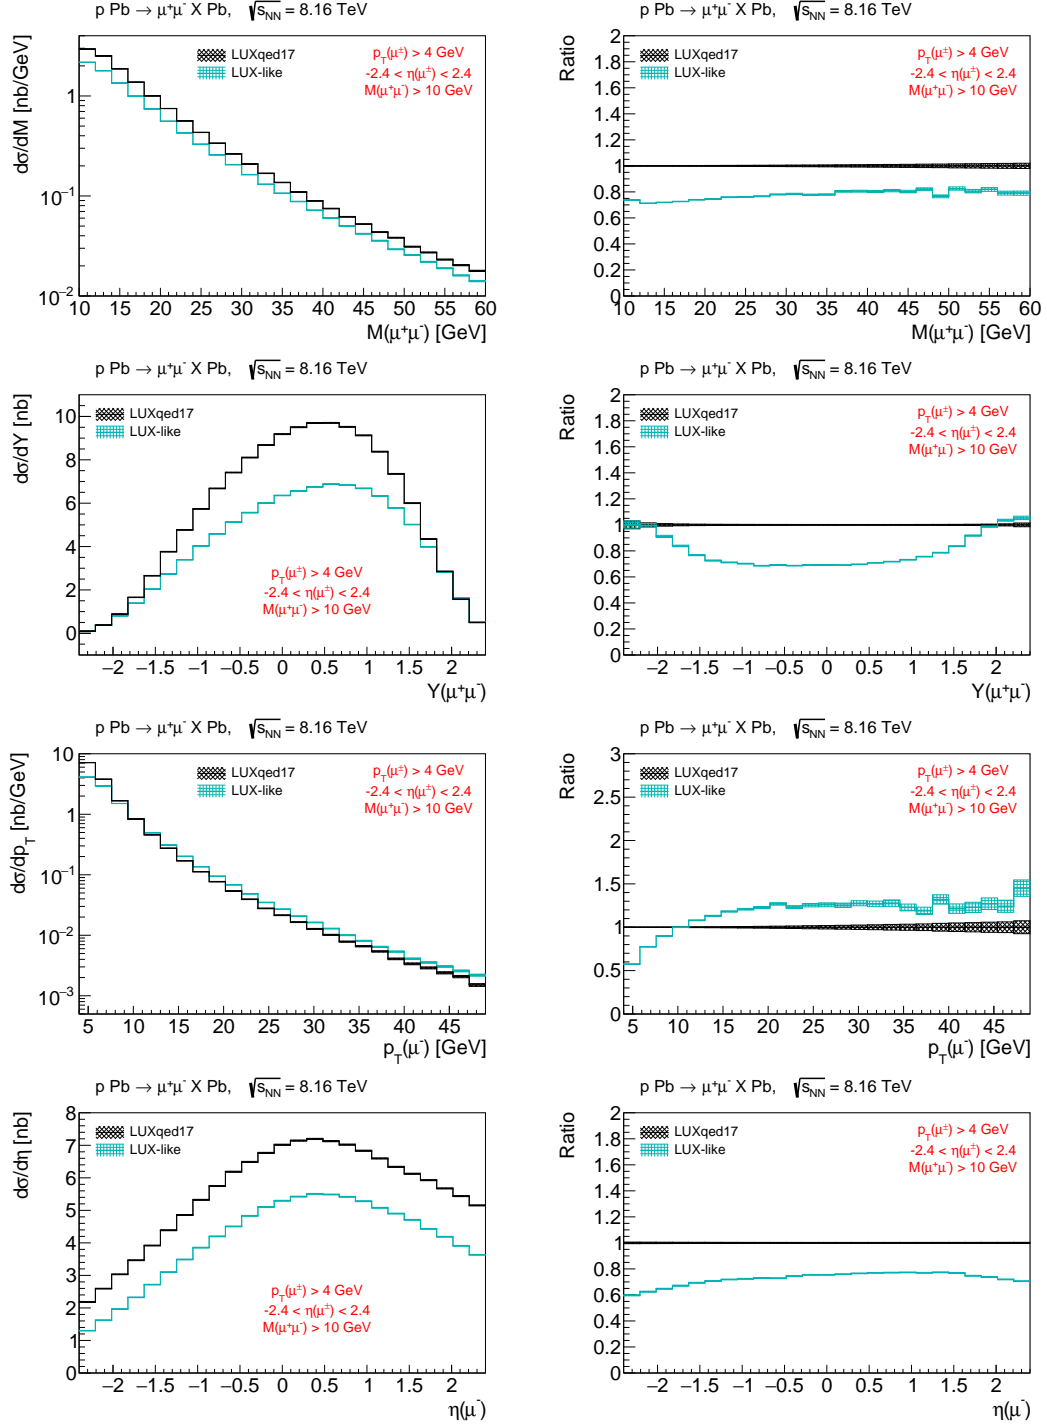 p Pb → μ⁺μ⁻ X Pb, √s_NN = 8.16 TeV
dσ/dM [nb/GeV]
LUXqed17
LUX-like
p_T(μ^±) > 4 GeV
-2.4 < η(μ^±) < 2.4
M(μ⁺μ⁻) > 10 GeV
1
10⁻¹
10⁻²
10 15 20 25 30 35 40 45 50 55 60
M(μ⁺μ⁻) [GeV]
p Pb → μ⁺μ⁻ X Pb, √s_NN = 8.16 TeV
Ratio
LUXqed17
LUX-like
p_T(μ^±) > 4 GeV
-2.4 < η(μ^±) < 2.4
M(μ⁺μ⁻) > 10 GeV
2
1.8
1.6
1.4
1.2
1
0.8
0.6
0.4
0.2
0
10 15 20 25 30 35 40 45 50 55 60
M(μ⁺μ⁻) [GeV]
p Pb → μ⁺μ⁻ X Pb, √s_NN = 8.16 TeV
dσ/dY [nb]
LUXqed17
LUX-like
10
8
6
4
2
0
p_T(μ^±) > 4 GeV
-2.4 < η(μ^±) < 2.4
M(μ⁺μ⁻) > 10 GeV
−2 −1.5 −1 −0.5 0 0.5 1 1.5 2
Y(μ⁺μ⁻)
p Pb → μ⁺μ⁻ X Pb, √s_NN = 8.16 TeV
Ratio
LUXqed17
LUX-like
p_T(μ^±) > 4 GeV
-2.4 < η(μ^±) < 2.4
M(μ⁺μ⁻) > 10 GeV
2
1.8
1.6
1.4
1.2
1
0.8
0.6
0.4
0.2
0
−2 −1.5 −1 −0.5 0 0.5 1 1.5 2
Y(μ⁺μ⁻)
p Pb → μ⁺μ⁻ X Pb, √s_NN = 8.16 TeV
dσ/dp_T [nb/GeV]
LUXqed17
LUX-like
p_T(μ^±) > 4 GeV
-2.4 < η(μ^±) < 2.4
M(μ⁺μ⁻) > 10 GeV
10
1
10⁻¹
10⁻²
10⁻³
5 10 15 20 25 30 35 40 45
p_T(μ⁻) [GeV]
p Pb → μ⁺μ⁻ X Pb, √s_NN = 8.16 TeV
Ratio
LUXqed17
LUX-like
p_T(μ^±) > 4 GeV
-2.4 < η(μ^±) < 2.4
M(μ⁺μ⁻) > 10 GeV
3
2.5
2
1.5
1
0.5
0
5 10 15 20 25 30 35 40 45
p_T(μ⁻) [GeV]
p Pb → μ⁺μ⁻ X Pb, √s_NN = 8.16 TeV
dσ/dη [nb]
LUXqed17
LUX-like
8
7
6
5
4
3
2
1
0
p_T(μ^±) > 4 GeV
-2.4 < η(μ^±) < 2.4
M(μ⁺μ⁻) > 10 GeV
−2 −1.5 −1 −0.5 0 0.5 1 1.5 2
η(μ⁻)
p Pb → μ⁺μ⁻ X Pb, √s_NN = 8.16 TeV
Ratio
LUXqed17
LUX-like
p_T(μ^±) > 4 GeV
-2.4 < η(μ^±) < 2.4
M(μ⁺μ⁻) > 10 GeV
2
1.8
1.6
1.4
1.2
1
0.8
0.6
0.4
0.2
0
−2 −1.5 −1 −0.5 0 0.5 1 1.5 2
η(μ⁻)